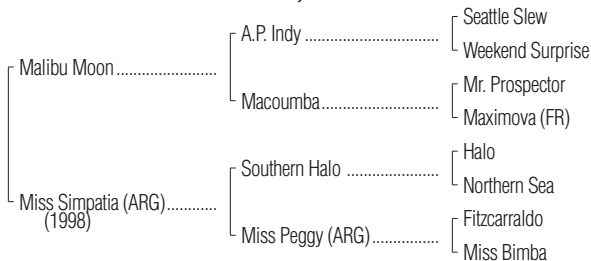 Seattle Slew
A.P. Indy ..............................
Weekend Surprise
Malibu Moon ......................
Mr. Prospector
Macoumba..........................
Maximova (FR)
Halo
Southern Halo ....................
Northern Sea
Miss Simpatia (ARG)...........
(1998)
Fitzcarraldo
Miss Peggy (ARG)...............
Miss Bimba